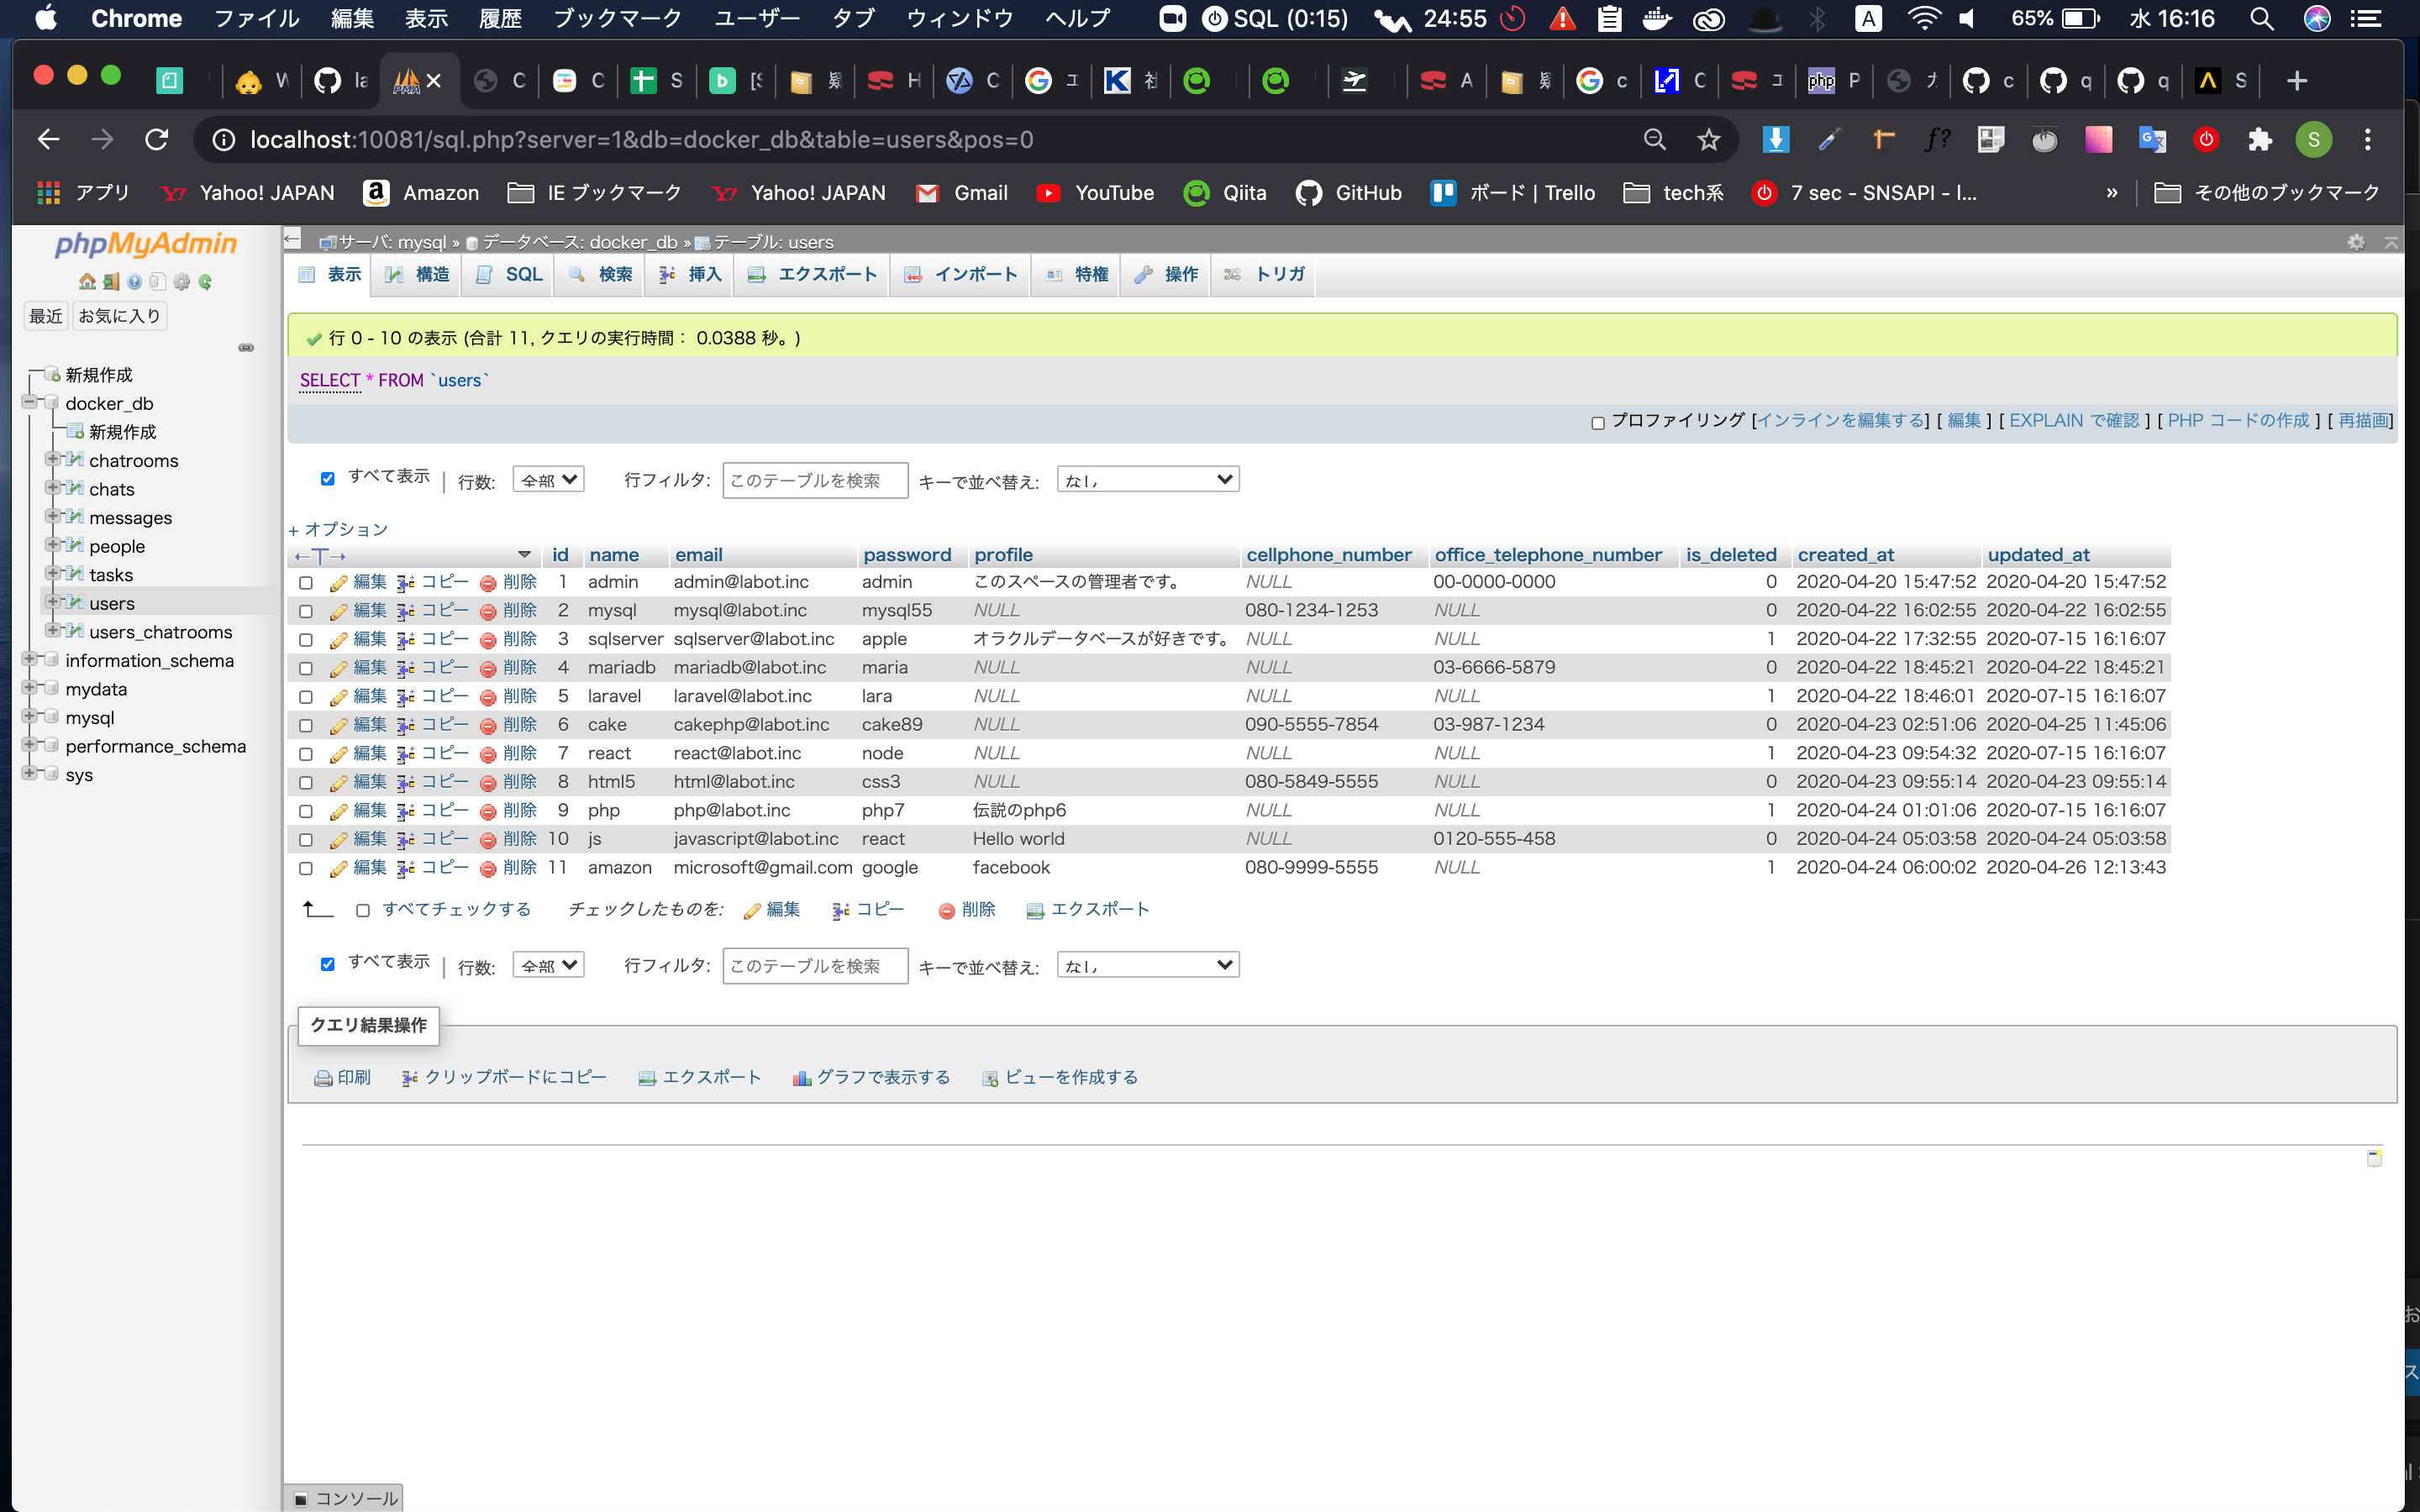 Chrome ファイル 編集 表示 履歴 ブックマーク ユーザー タブ ウィンドウ ヘルプ SQL (0:15) 24:55 A 65% 水 16:16
W la PMA C C S b [S H C ユ K 社 A c C ユ php P c q q S
localhost:10081/sql.php?server=1&db=docker_db&table=users&pos=0 f? S
アプリ Yahoo! JAPAN Amazon IE ブックマーク Yahoo! JAPAN Gmail YouTube Qiita GitHub ボード | Trello tech系 7 sec - SNSAPI - l... » その他のブックマーク
phpMyAdmin
最近 お気に入り
新規作成
docker_db
新規作成
chatrooms
chats
messages
people
tasks
users
users_chatrooms
information_schema
mydata
mysql
performance_schema
sys
サーバ: mysql » データベース: docker_db » テーブル: users
表示 構造 SQL 検索 挿入 エクスポート インポート 特権 操作 トリガ
行 0 - 10 の表示 (合計 11, クエリの実行時間： 0.0388 秒。)
SELECT * FROM `users`
プロファイリング [インラインを編集する] [ 編集 ] [ EXPLAIN で確認 ] [ PHP コードの作成 ] [ 再描画]
すべて表示 | 行数: 全部 行フィルタ: このテーブルを検索 キーで並べ替え: なし
+ オプション
←T→ id name email password profile cellphone_number office_telephone_number is_deleted created_at updated_at
編集 コピー 削除 1 admin admin@labot.inc admin このスペースの管理者です。 NULL 00-0000-0000 0 2020-04-20 15:47:52 2020-04-20 15:47:52
編集 コピー 削除 2 mysql mysql@labot.inc mysql55 NULL 080-1234-1253 NULL 0 2020-04-22 16:02:55 2020-04-22 16:02:55
編集 コピー 削除 3 sqlserver sqlserver@labot.inc apple オラクルデータベースが好きです。 NULL NULL 1 2020-04-22 17:32:55 2020-07-15 16:16:07
編集 コピー 削除 4 mariadb mariadb@labot.inc maria NULL NULL 03-6666-5879 0 2020-04-22 18:45:21 2020-04-22 18:45:21
編集 コピー 削除 5 laravel laravel@labot.inc lara NULL NULL NULL 1 2020-04-22 18:46:01 2020-07-15 16:16:07
編集 コピー 削除 6 cake cakephp@labot.inc cake89 NULL 090-5555-7854 03-987-1234 0 2020-04-23 02:51:06 2020-04-25 11:45:06
編集 コピー 削除 7 react react@labot.inc node NULL NULL NULL 1 2020-04-23 09:54:32 2020-07-15 16:16:07
編集 コピー 削除 8 html5 html@labot.inc css3 NULL 080-5849-5555 NULL 0 2020-04-23 09:55:14 2020-04-23 09:55:14
編集 コピー 削除 9 php php@labot.inc php7 伝説のphp6 NULL NULL 1 2020-04-24 01:01:06 2020-07-15 16:16:07
編集 コピー 削除 10 js javascript@labot.inc react Hello world NULL 0120-555-458 0 2020-04-24 05:03:58 2020-04-24 05:03:58
編集 コピー 削除 11 amazon microsoft@gmail.com google facebook 080-9999-5555 NULL 1 2020-04-24 06:00:02 2020-04-26 12:13:43
すべてチェックする チェックしたものを: 編集 コピー 削除 エクスポート
すべて表示 | 行数: 全部 行フィルタ: このテーブルを検索 キーで並べ替え: なし
クエリ結果操作
印刷 クリップボードにコピー エクスポート グラフで表示する ビューを作成する
コンソール